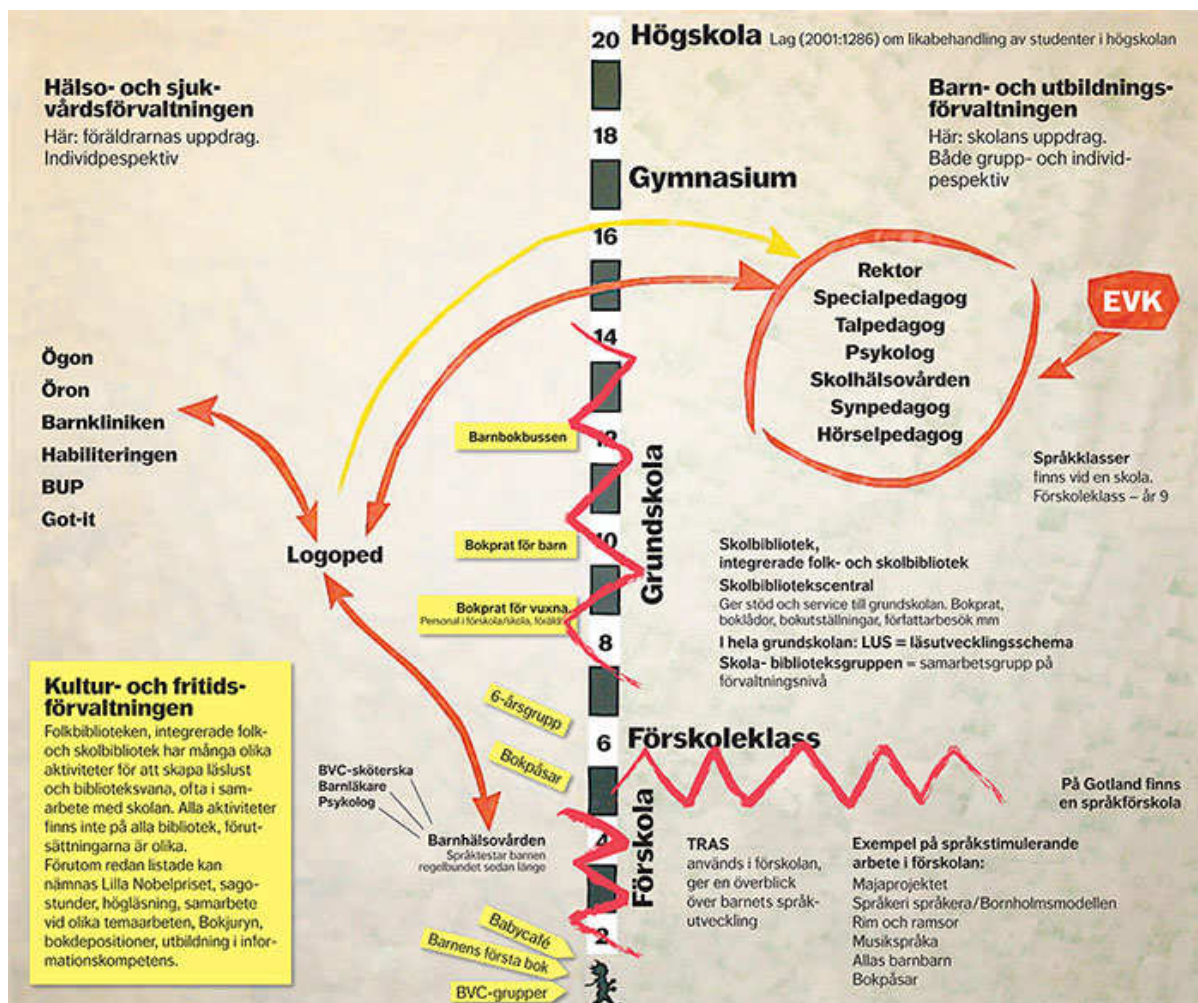 20 Högskola Lag (2001:1286) om likabehandling av studenter i högskolan
Hälso- och sjuk-
vårdsförvaltningen
Här: föräldrarnas uppdrag.
Individpespektiv
Barn- och utbildnings-
förvaltningen
Här: skolans uppdrag.
Både grupp- och individ-
pespektiv
18
Gymnasium
16
Rektor
Specialpedagog
Talpedagog
Psykolog
Skolhälsovården
Synpedagog
Hörselpedagog
EVK
14
Ögon
Öron
Barnkliniken
Habiliteringen
BUP
Got-it
Barnbokbussen
12
Språkklasser
finns vid en skola.
Förskoleklass – år 9
Grundskola
Logoped
Bokprat för barn
10
Skolbibliotek,
integrerade folk- och skolbibliotek
Skolbibliotekscentral
Ger stöd och service till grundskolan. Bokprat,
boklådor, bokutställningar, författarbesök mm
I hela grundskolan: LUS = läsutvecklingsschema
Skola- biblioteksgruppen = samarbetsgrupp på
förvaltningsnivå
Bokprat för vuxna.
Personal i förskola/skola,
8
Kultur- och fritids-
förvaltningen
Folkbiblioteken, integrerade folk-
och skolbibliotek har många olika
aktiviteter för att skapa läslust
och biblioteksvana, ofta i sam-
arbete med skolan. Alla aktiviteter
finns inte på alla bibliotek, förut-
sättningarna är olika.
Förutom redan listade kan
nämnas Lilla Nobelpriset, sago-
stunder, högläsning, samarbete
vid olika temaarbeten, Bokjuryn,
bokdepositioner, utbildning i infor-
mationskompetens.
6-årsgrupp
6 Förskoleklass
Bokpåsar
BVC-sköterska
Barnläkare
Psykolog
Barnhälsovården
Språktestar barnen
regelbundet sedan länge
4
Förskola
På Gotland finns
en språkförskola
TRAS
används i förskolan,
ger en överblick
över barnets språk-
utveckling
Exempel på språkstimulerande
arbete i förskolan:
Majaprojektet
Språkeri språkera/Bornholmsmodellen
Rim och ramsor
Musikspråka
Allas barnbarn
Bokpåsar
2
Babycafé
Barnens första bok
BVC-grupper